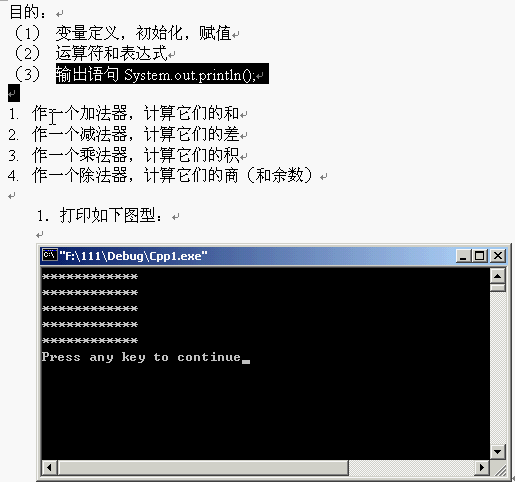 目的：
（1） 变量定义，初始化，赋值
（2） 运算符和表达式
（3） 输出语句 System.out.println();
1. 作一个加法器，计算它们的和
2. 作一个减法器，计算它们的差
3. 作一个乘法器，计算它们的积
4. 作一个除法器，计算它们的商（和余数）
1. 打印如下图型：
"F:\111\Debug\Cpp1.exe"
************
************
************
************
************
Press any key to continue